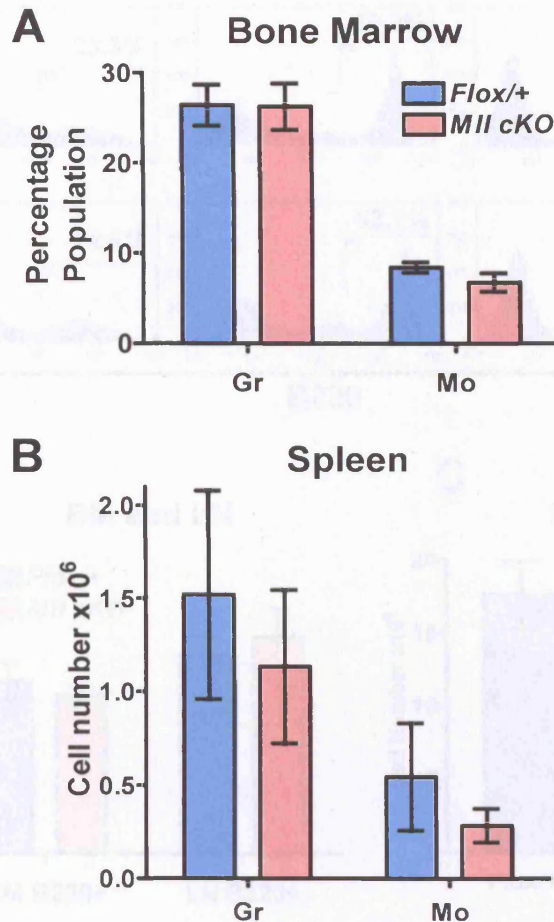 A
Bone Marrow
30
20
10
0
Percentage
Population
Flox/+
Mll cKO
Gr
Mo
B
Spleen
2.0
1.5
1.0
0.5
0.0
Cell number x10⁶
Gr
Mo